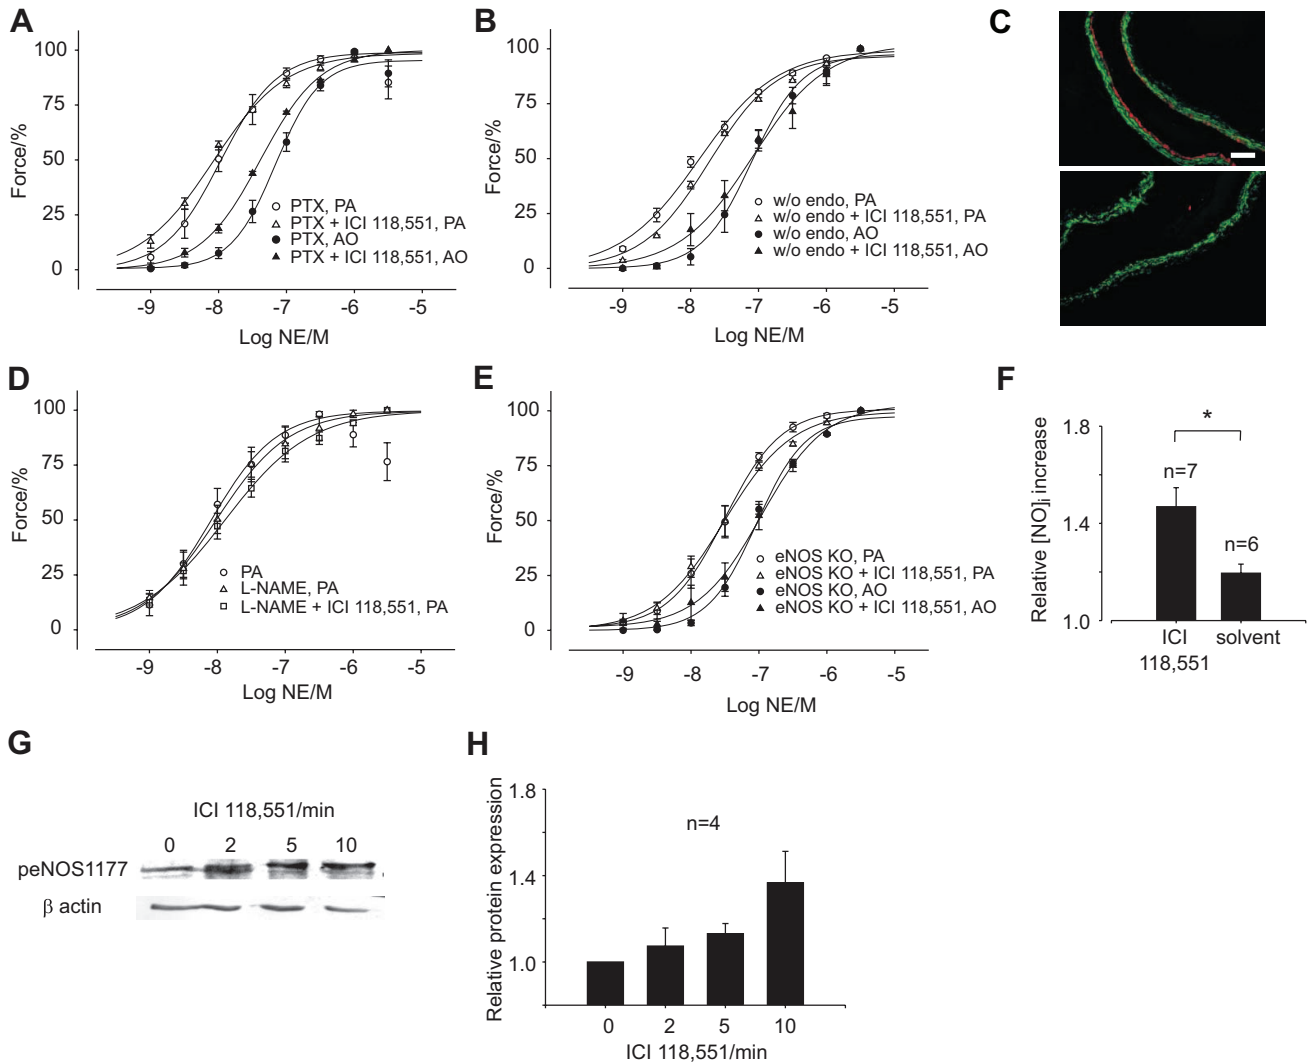 A
Force/%
100
75
50
25
0
PTX, PA
PTX + ICI 118,551, PA
PTX, AO
PTX + ICI 118,551, AO
-9 -8 -7 -6 -5
Log NE/M
B
Force/%
100
75
50
25
0
w/o endo, PA
w/o endo + ICI 118,551, PA
w/o endo, AO
w/o endo + ICI 118,551, AO
-9 -8 -7 -6 -5
Log NE/M
C
D
Force/%
100
75
50
25
0
PA
L-NAME, PA
L-NAME + ICI 118,551, PA
-9 -8 -7 -6 -5
Log NE/M
E
Force/%
100
75
50
25
0
eNOS KO, PA
eNOS KO + ICI 118,551, PA
eNOS KO, AO
eNOS KO + ICI 118,551, AO
-9 -8 -7 -6 -5
Log NE/M
F
Relative [NO]i increase
1.8
1.4
1.0
*
n=7
n=6
ICI
118,551
solvent
G
ICI 118,551/min
0 2 5 10
peNOS1177
β actin
H
Relative protein expression
1.8
1.4
1.0
n=4
0 2 5 10
ICI 118,551/min